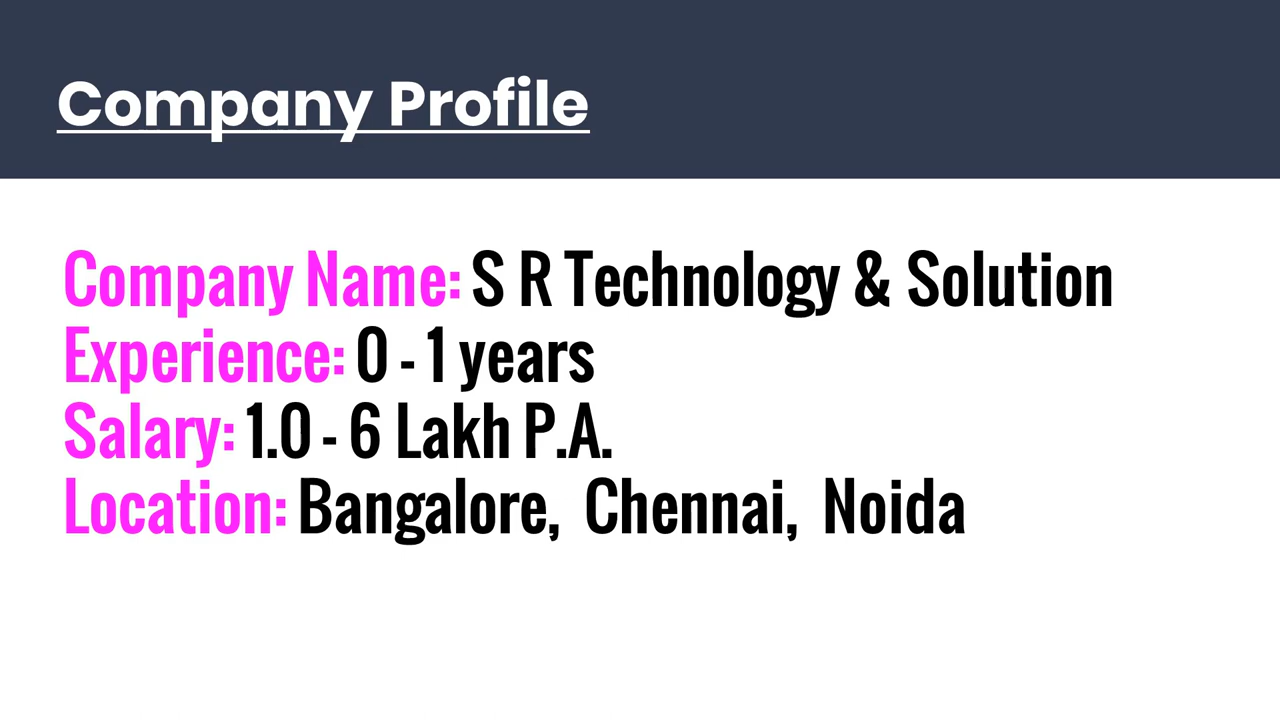 Company Profile
Company Name: S R Technology & Solution
Experience: 0 - 1 years
Salary: 1.0 - 6 Lakh P.A.
Location: Bangalore, Chennai, Noida